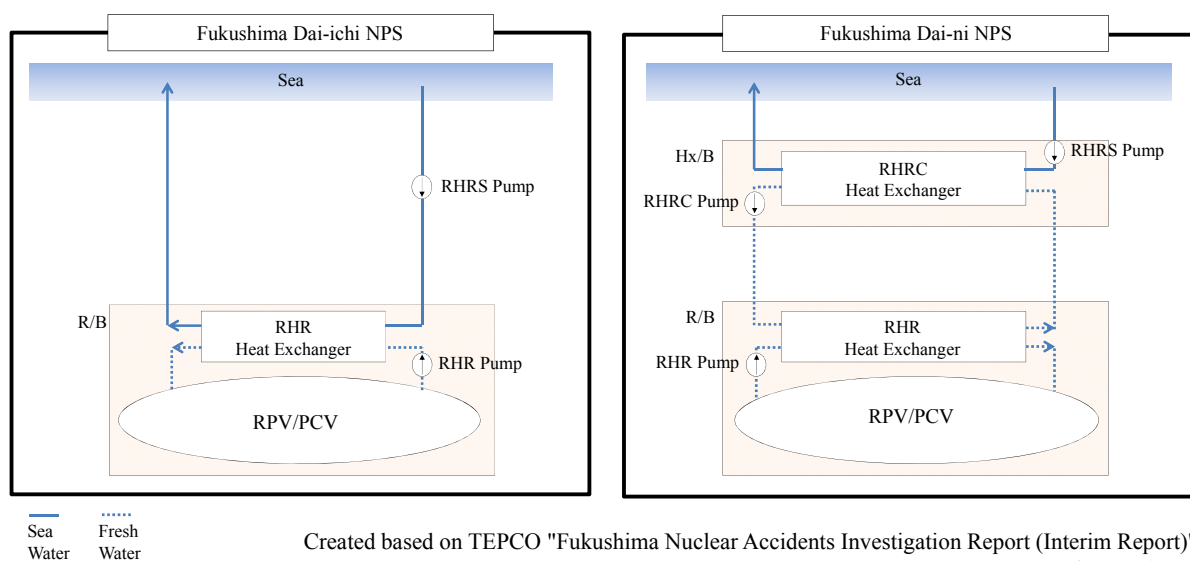 Fukushima Dai-ichi NPS
Sea
RHRS Pump
R/B
RHR
Heat Exchanger
RHR Pump
RPV/PCV
Fukushima Dai-ni NPS
Sea
Hx/B
RHRS Pump
RHRC
Heat Exchanger
RHRC Pump
R/B
RHR
Heat Exchanger
RHR Pump
RPV/PCV
Sea
Water
Fresh
Water
Created based on TEPCO "Fukushima Nuclear Accidents Investigation Report (Interim Report)"